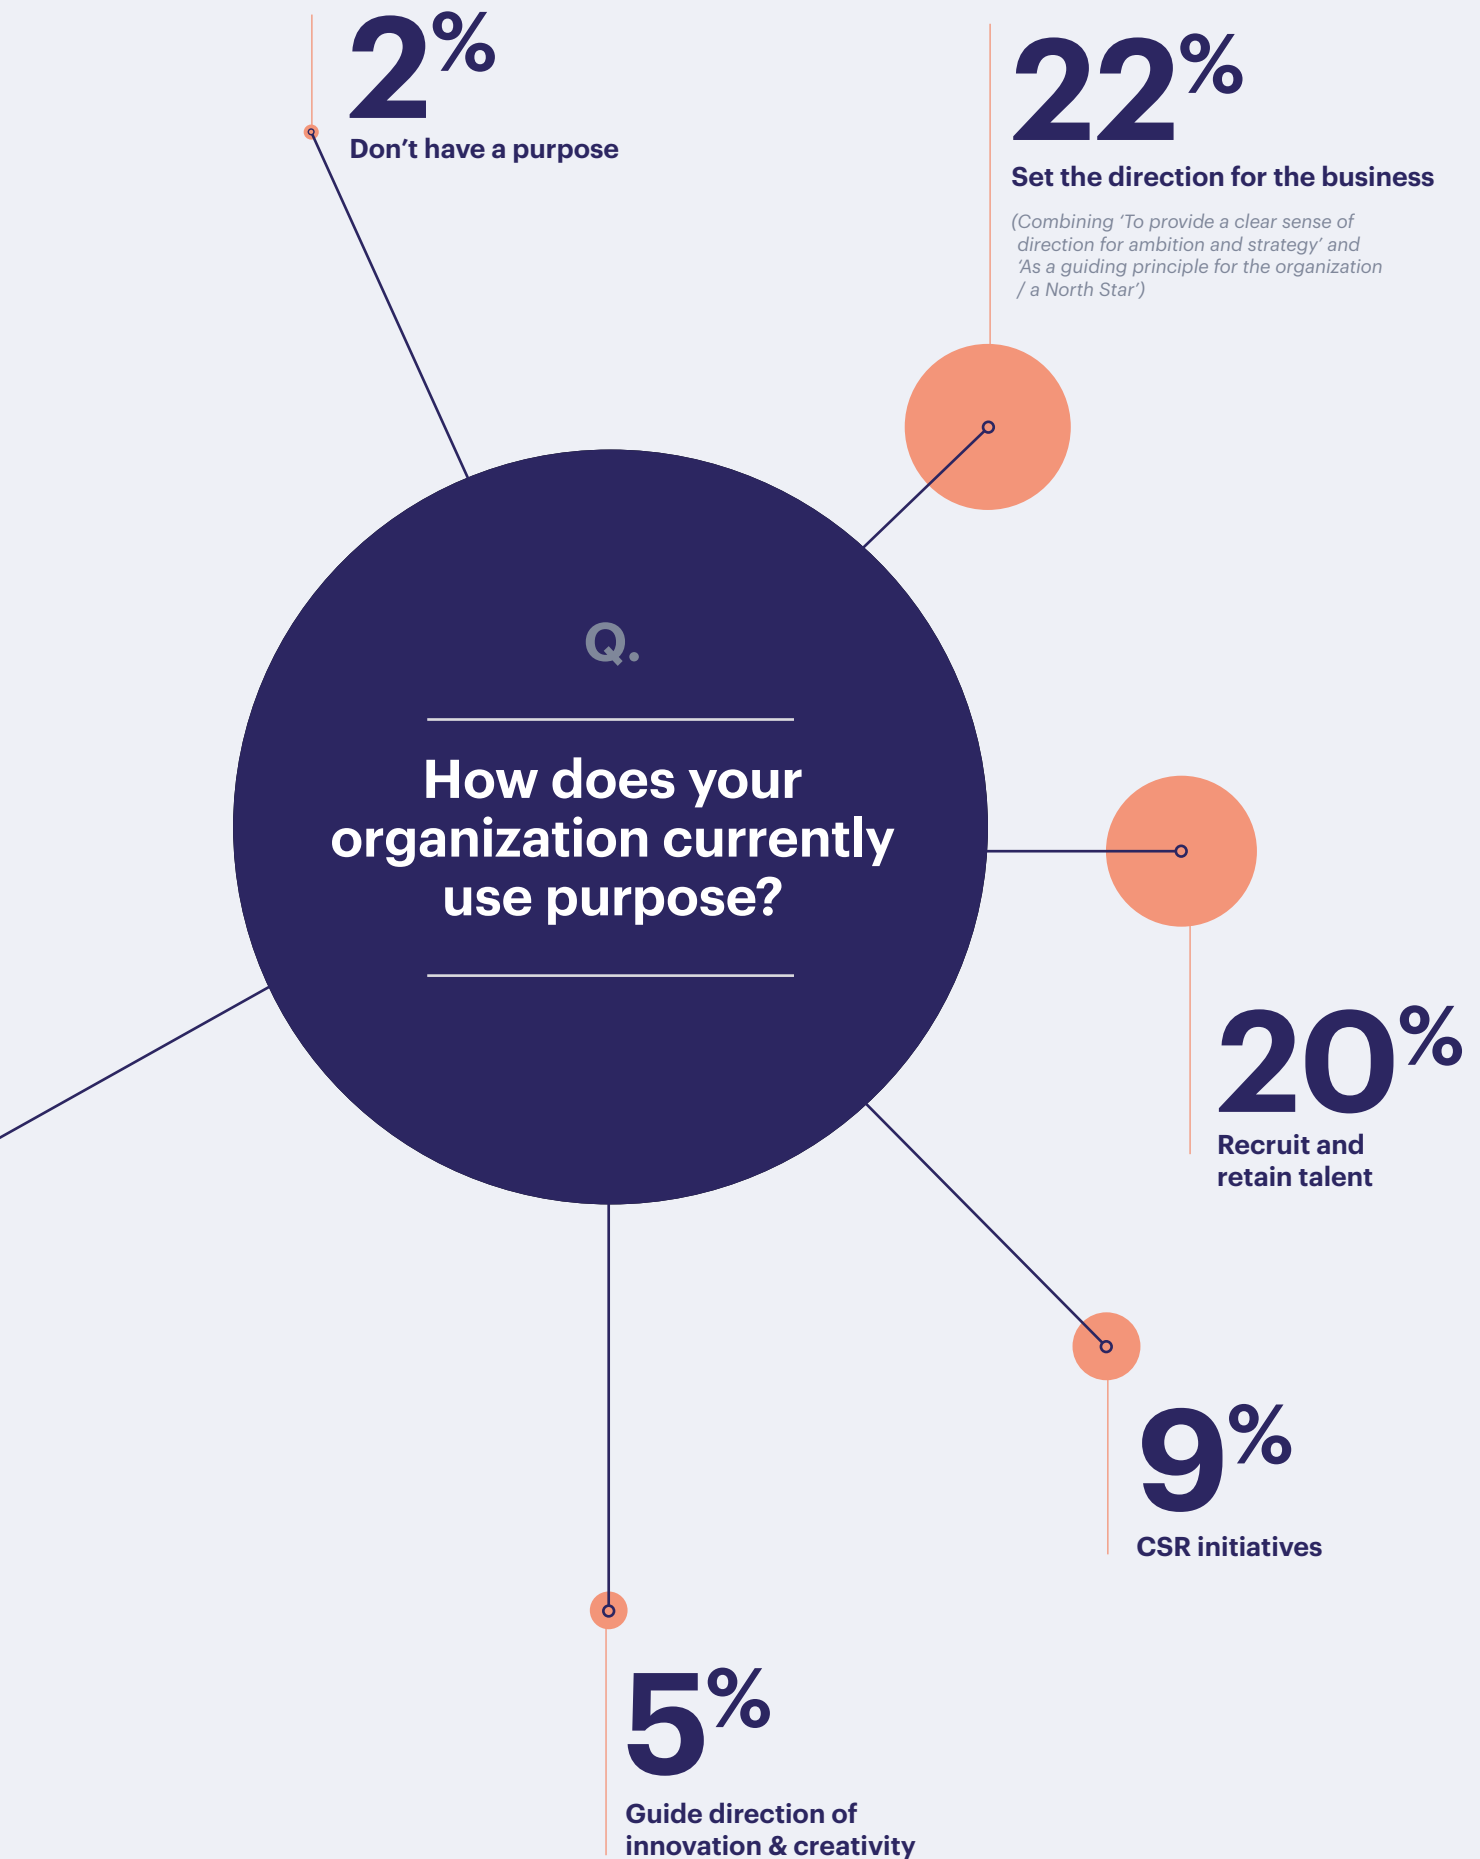 2%
Don’t have a purpose
22%
Set the direction for the business
(Combining ‘To provide a clear sense of
direction for ambition and strategy’ and
‘As a guiding principle for the organization
/ a North Star’)
Q.
How does your
organization currently
use purpose?
20%
Recruit and
retain talent
9%
CSR initiatives
5%
Guide direction of
innovation & creativity